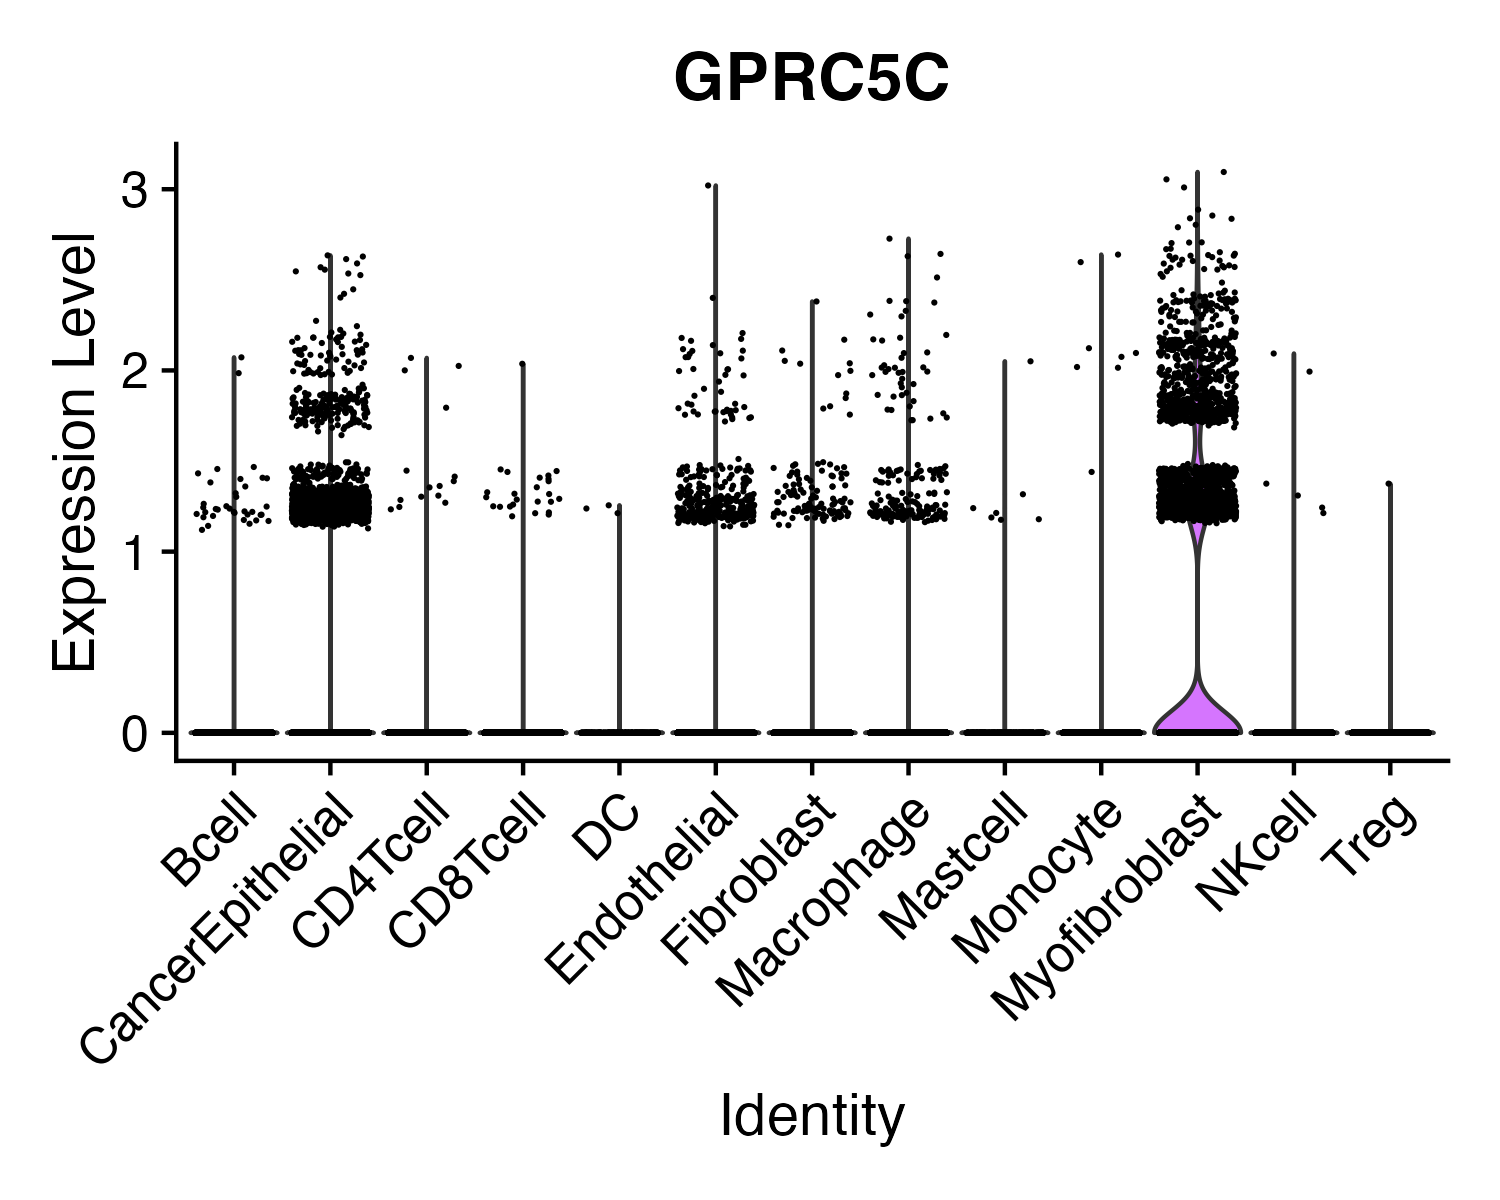 GPRC5C
Expression Level
3
2
1
0
Bcell
CancerEpithelial
CD4Tcell
CD8Tcell
DC
Endothelial
Fibroblast
Macrophage
Mastcell
Monocyte
Myofibroblast
NKcell
Treg
Identity